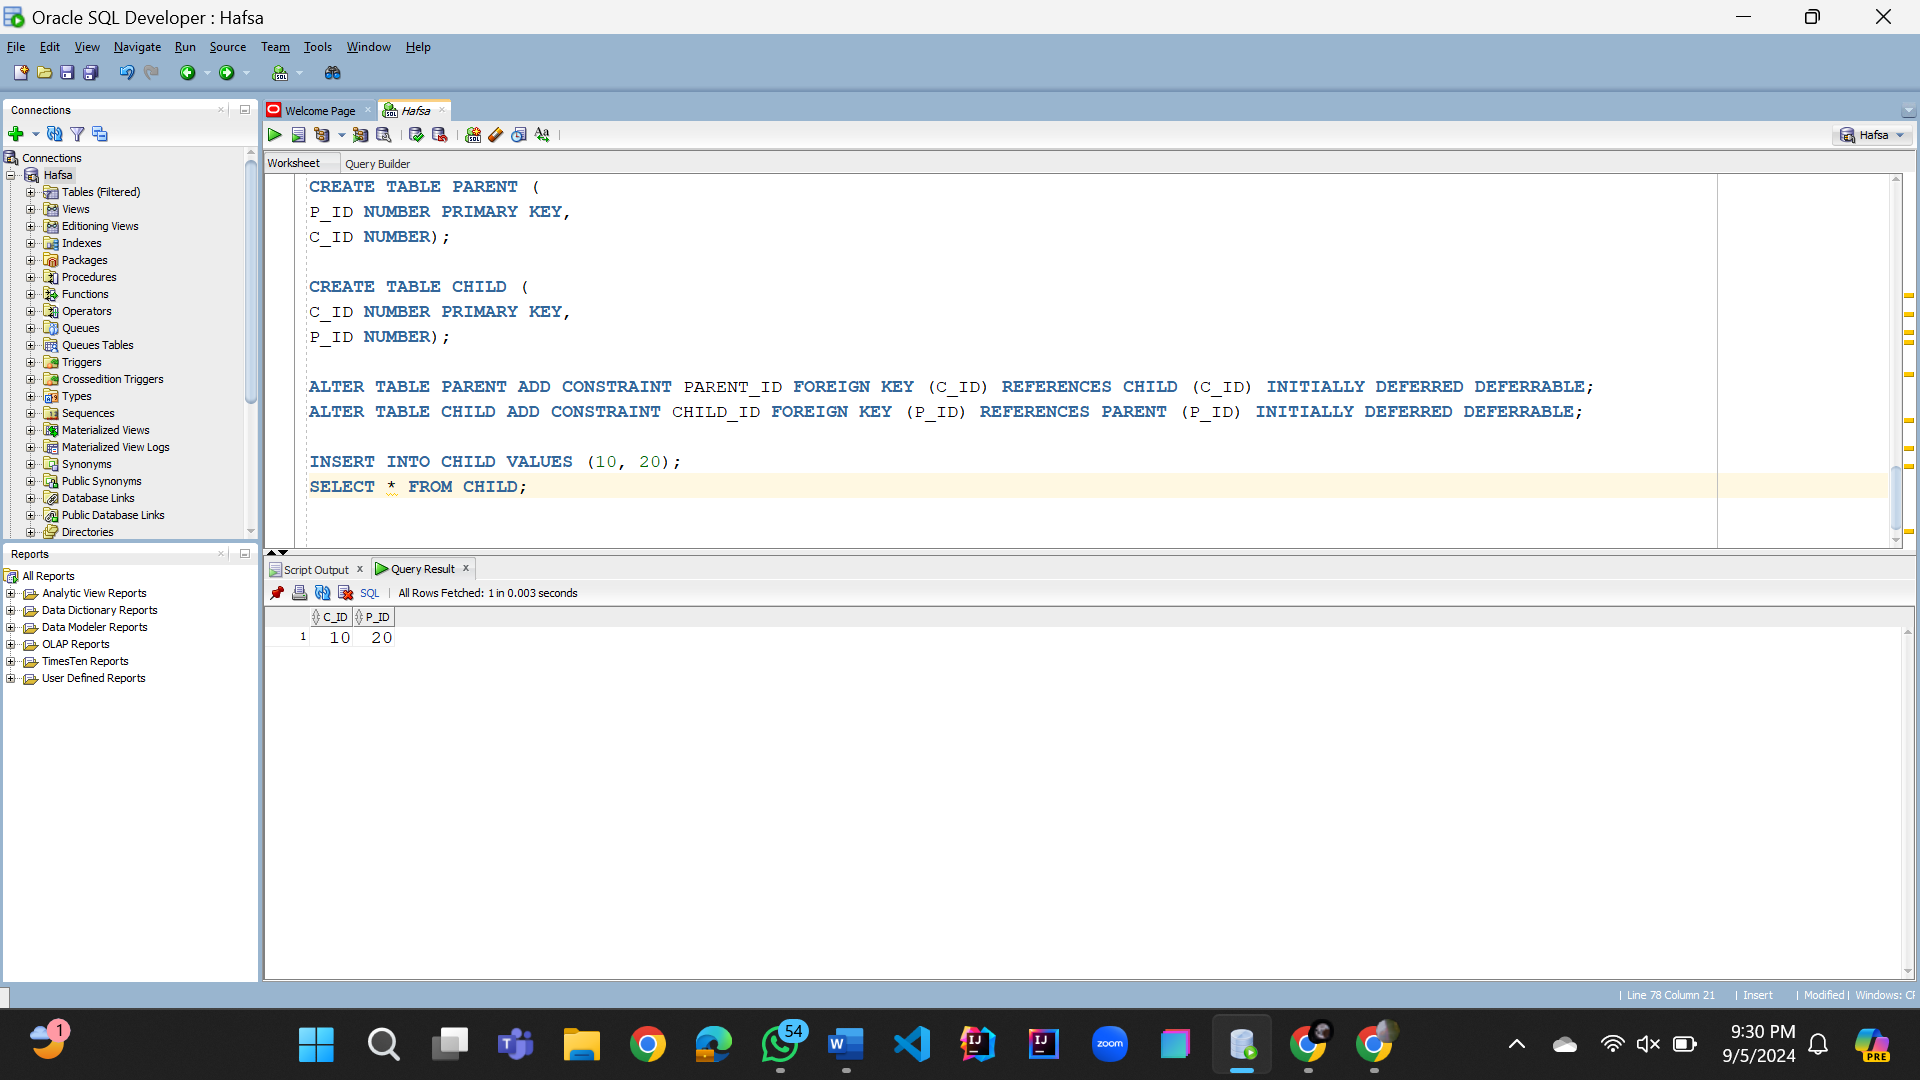 Oracle SQL Developer : Hafsa
File Edit View Navigate Run Source Team Tools Window Help
Connections
Welcome Page
Hafsa
Hafsa
Worksheet
Query Builder
Connections
Hafsa
Tables (Filtered)
Views
Editioning Views
Indexes
Packages
Procedures
Functions
Operators
Queues
Queues Tables
Triggers
Crossedition Triggers
Types
Sequences
Materialized Views
Materialized View Logs
Synonyms
Public Synonyms
Database Links
Public Database Links
Directories
CREATE TABLE PARENT (
P_ID NUMBER PRIMARY KEY,
C_ID NUMBER);
CREATE TABLE CHILD (
C_ID NUMBER PRIMARY KEY,
P_ID NUMBER);
ALTER TABLE PARENT ADD CONSTRAINT PARENT_ID FOREIGN KEY (C_ID) REFERENCES CHILD (C_ID) INITIALLY DEFERRED DEFERRABLE;
ALTER TABLE CHILD ADD CONSTRAINT CHILD_ID FOREIGN KEY (P_ID) REFERENCES PARENT (P_ID) INITIALLY DEFERRED DEFERRABLE;
INSERT INTO CHILD VALUES (10, 20);
SELECT * FROM CHILD;
Reports
All Reports
Analytic View Reports
Data Dictionary Reports
Data Modeler Reports
OLAP Reports
TimesTen Reports
User Defined Reports
Script Output
Query Result
SQL | All Rows Fetched: 1 in 0.003 seconds
C_ID P_ID
1 10 20
| Line 78 Column 21 | Insert | Modified | Windows: CF
1
54
zoom
PRE
9:30 PM
9/5/2024